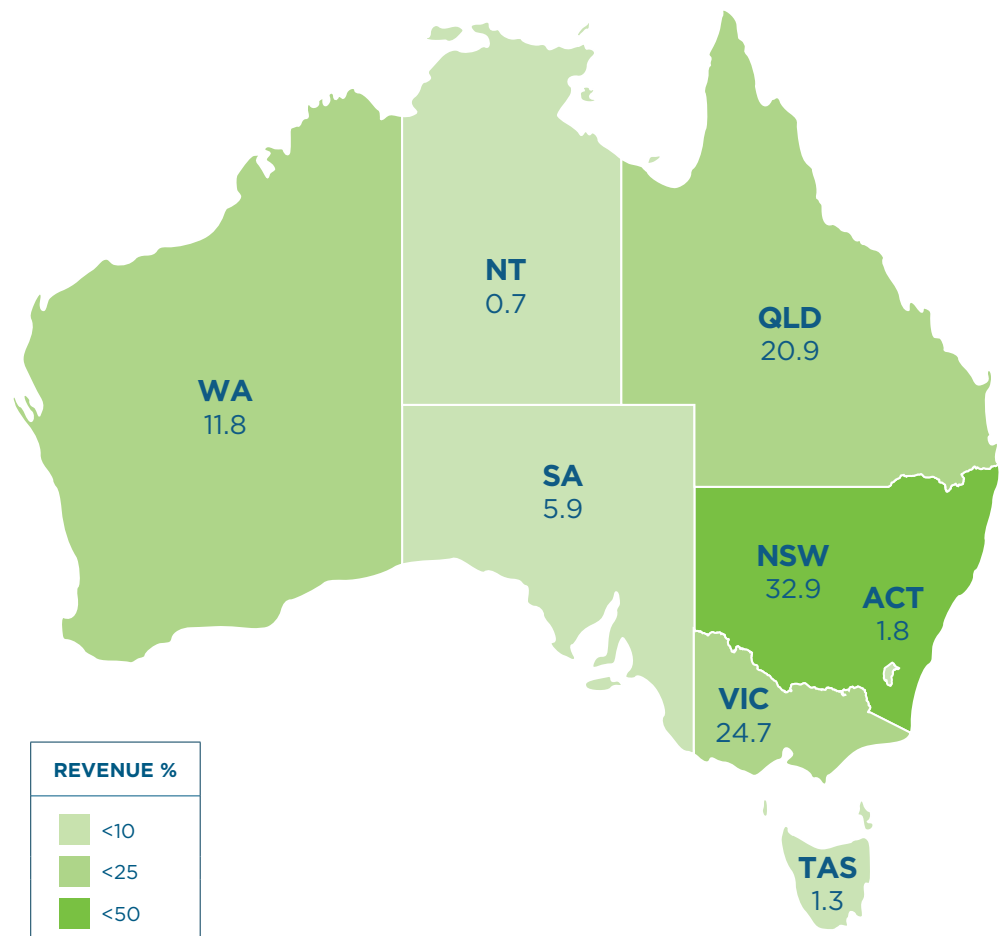 NT
0.7
QLD
20.9
WA
11.8
SA
5.9
NSW
32.9
ACT
1.8
VIC
24.7
REVENUE %
<10
<25
<50
TAS
1.3